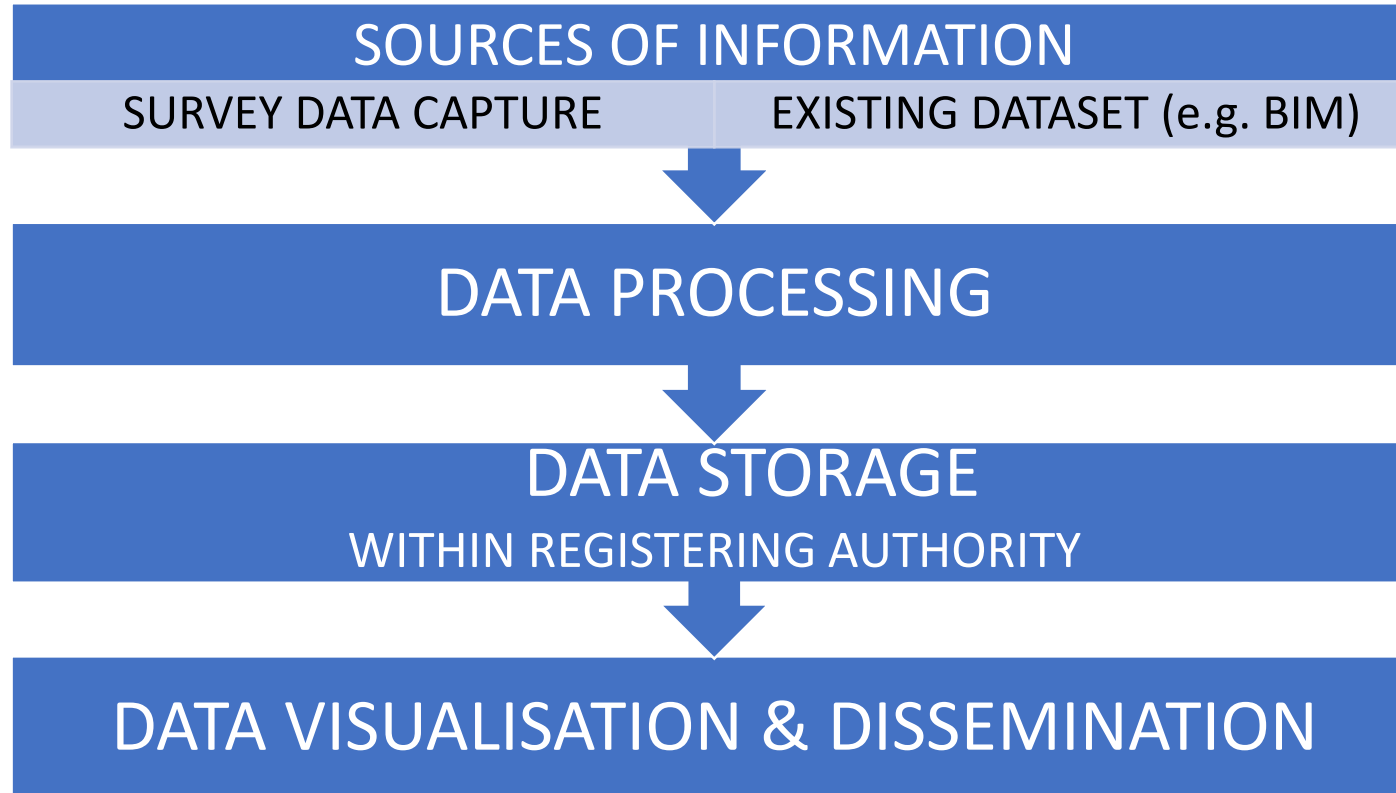 SOURCES OF INFORMATION
SURVEY DATA CAPTURE
EXISTING DATASET (e.g. BIM)
DATA PROCESSING
DATA STORAGE
WITHIN REGISTERING AUTHORITY
DATA VISUALISATION & DISSEMINATION